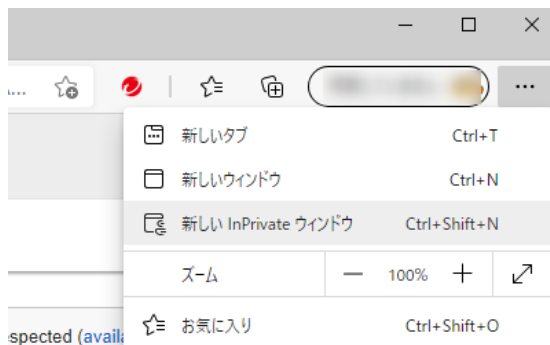 ...
新しいタブ Ctrl+T
新しいウィンドウ Ctrl+N
新しい InPrivate ウィンドウ Ctrl+Shift+N
ズーム — 100% +
お気に入り Ctrl+Shift+O
spected (availa